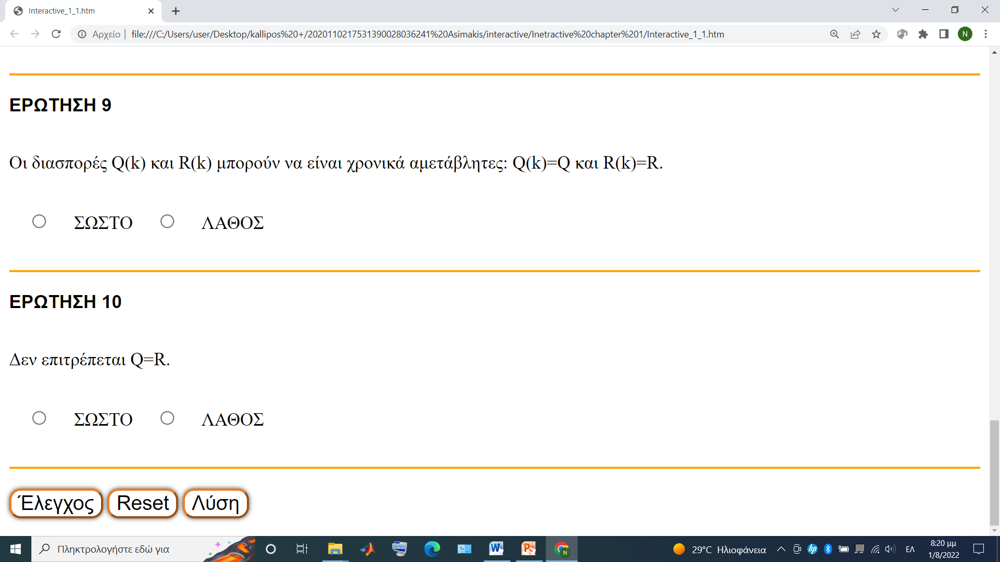 Interactive_1_1.htm
Αρχείο | file:///C:/Users/user/Desktop/kallipos%20+/2020110217531390028036241%20Asimakis/interactive/Inetractive%20chapter%201/Interactive_1_1.htm
N
ΕΡΩΤΗΣΗ 9
Οι διασπορές Q(k) και R(k) μπορούν να είναι χρονικά αμετάβλητες: Q(k)=Q και R(k)=R.
ΣΩΣΤΟ ΛΑΘΟΣ
ΕΡΩΤΗΣΗ 10
Δεν επιτρέπεται Q=R.
ΣΩΣΤΟ ΛΑΘΟΣ
Έλεγχος Reset Λύση
Πληκτρολογήστε εδώ για
29°C Ηλιοφάνεια
ΕΛ
8:20 μμ
1/8/2022